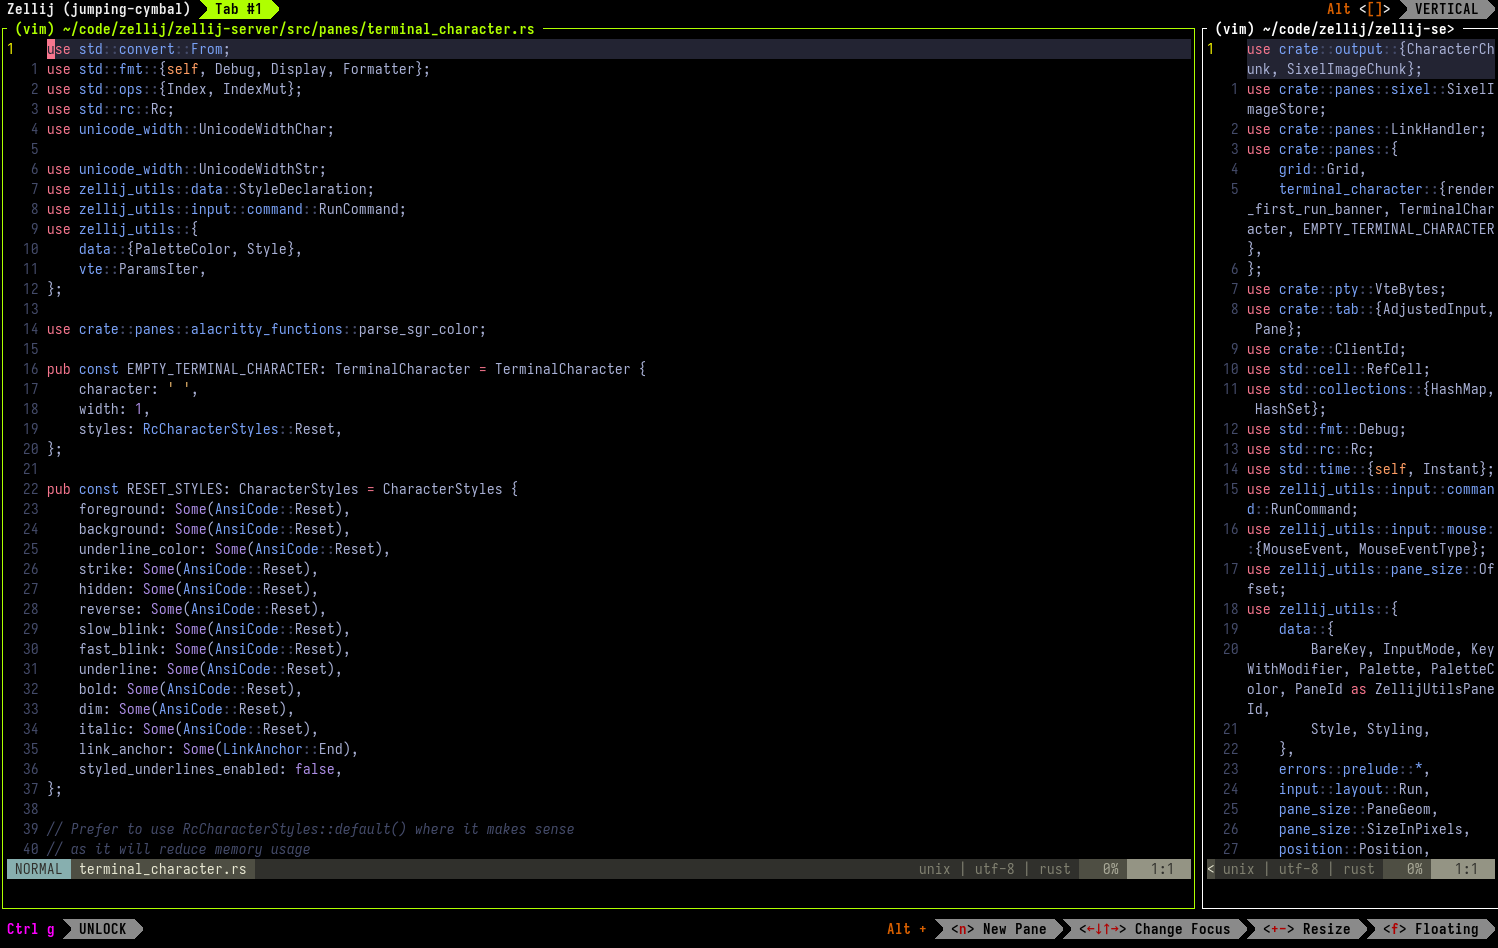 Zellij (jumping-cymbal)  Tab #1  Alt <[]>  VERTICAL
(vim) ~/code/zellij/zellij-server/src/panes/terminal_character.rs
1    use std::convert::From;
  1 use std::fmt::{self, Debug, Display, Formatter};
  2 use std::ops::{Index, IndexMut};
  3 use std::rc::Rc;
  4 use unicode_width::UnicodeWidthChar;
  5
  6 use unicode_width::UnicodeWidthStr;
  7 use zellij_utils::data::StyleDeclaration;
  8 use zellij_utils::input::command::RunCommand;
  9 use zellij_utils::{
 10     data::{PaletteColor, Style},
 11     vte::ParamsIter,
 12 };
 13
 14 use crate::panes::alacritty_functions::parse_sgr_color;
 15
 16 pub const EMPTY_TERMINAL_CHARACTER: TerminalCharacter = TerminalCharacter {
 17     character: ' ',
 18     width: 1,
 19     styles: RcCharacterStyles::Reset,
 20 };
 21
 22 pub const RESET_STYLES: CharacterStyles = CharacterStyles {
 23     foreground: Some(AnsiCode::Reset),
 24     background: Some(AnsiCode::Reset),
 25     underline_color: Some(AnsiCode::Reset),
 26     strike: Some(AnsiCode::Reset),
 27     hidden: Some(AnsiCode::Reset),
 28     reverse: Some(AnsiCode::Reset),
 29     slow_blink: Some(AnsiCode::Reset),
 30     fast_blink: Some(AnsiCode::Reset),
 31     underline: Some(AnsiCode::Reset),
 32     bold: Some(AnsiCode::Reset),
 33     dim: Some(AnsiCode::Reset),
 34     italic: Some(AnsiCode::Reset),
 35     link_anchor: Some(LinkAnchor::End),
 36     styled_underlines_enabled: false,
 37 };
 38
 39 // Prefer to use RcCharacterStyles::default() where it makes sense
 40 // as it will reduce memory usage
NORMAL  terminal_character.rs  unix | utf-8 | rust  0%  1:1
(vim) ~/code/zellij/zellij-se>
1    use crate::output::{CharacterCh
unk, SixelImageChunk};
  1 use crate::panes::sixel::SixelI
mageStore;
  2 use crate::panes::LinkHandler;
  3 use crate::panes::{
  4     grid::Grid,
  5     terminal_character::{render
_first_run_banner, TerminalChar
acter, EMPTY_TERMINAL_CHARACTER
},
  6 };
  7 use crate::pty::VteBytes;
  8 use crate::tab::{AdjustedInput,
 Pane};
  9 use crate::ClientId;
 10 use std::cell::RefCell;
 11 use std::collections::{HashMap,
 HashSet};
 12 use std::fmt::Debug;
 13 use std::rc::Rc;
 14 use std::time::{self, Instant};
 15 use zellij_utils::input::comman
d::RunCommand;
 16 use zellij_utils::input::mouse:
:{MouseEvent, MouseEventType};
 17 use zellij_utils::pane_size::Of
fset;
 18 use zellij_utils::{
 19     data::{
 20         BareKey, InputMode, Key
WithModifier, Palette, PaletteC
olor, PaneId as ZellijUtilsPane
Id,
 21         Style, Styling,
 22     },
 23     errors::prelude::*,
 24     input::layout::Run,
 25     pane_size::PaneGeom,
 26     pane_size::SizeInPixels,
 27     position::Position,
< unix | utf-8 | rust  0%  1:1
Ctrl g  UNLOCK  Alt +  <n> New Pane  <←↓↑→> Change Focus  <+-> Resize  <f> Floating